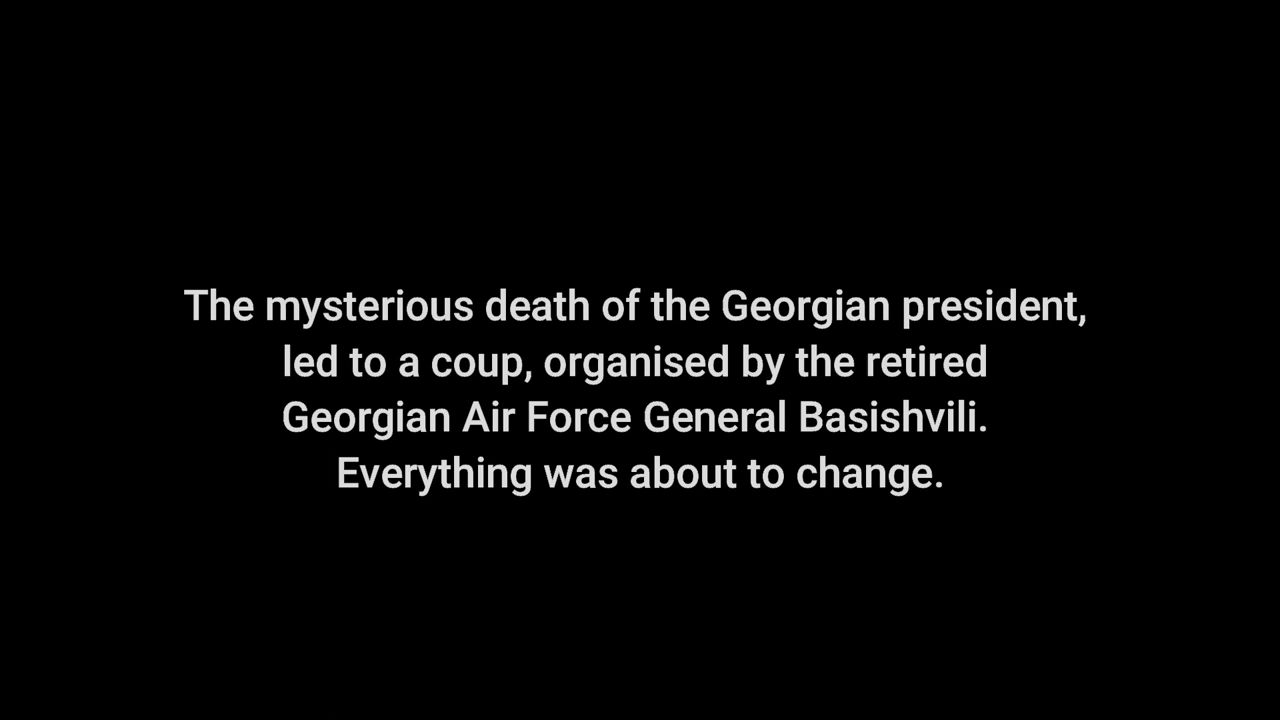 The mysterious death of the Georgian president,
led to a coup, organised by the retired
Georgian Air Force General Basishvili.
Everything was about to change.